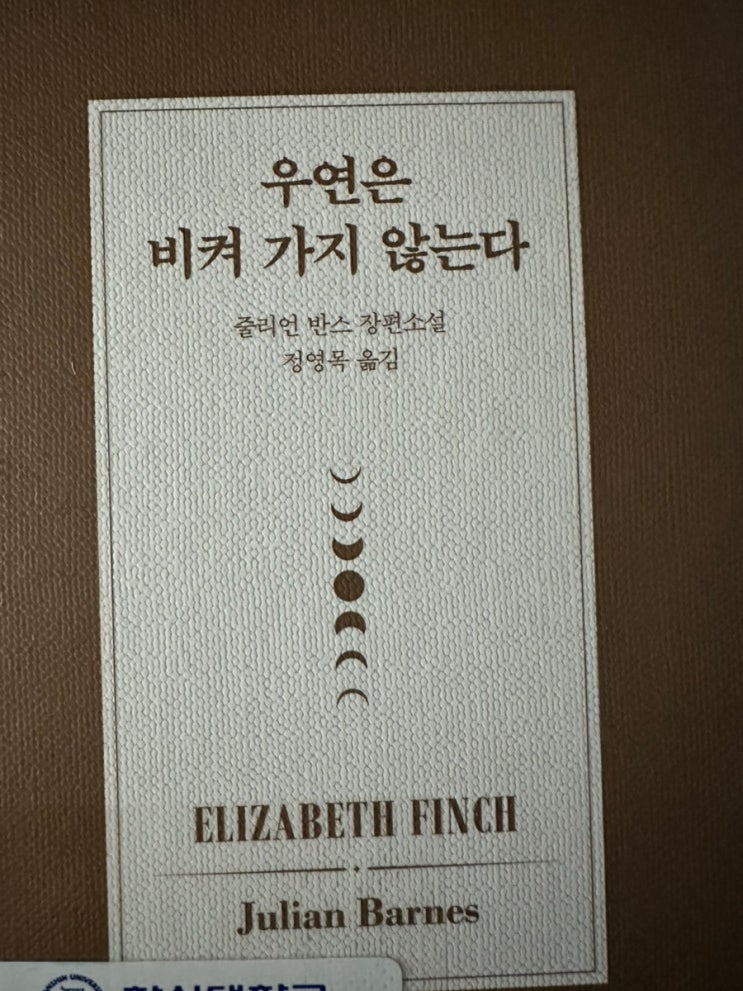 우연은
비켜 가지 않는다
줄리언 반스 장편소설
정영목 옮김
ELIZABETH FINCH
Julian Barnes